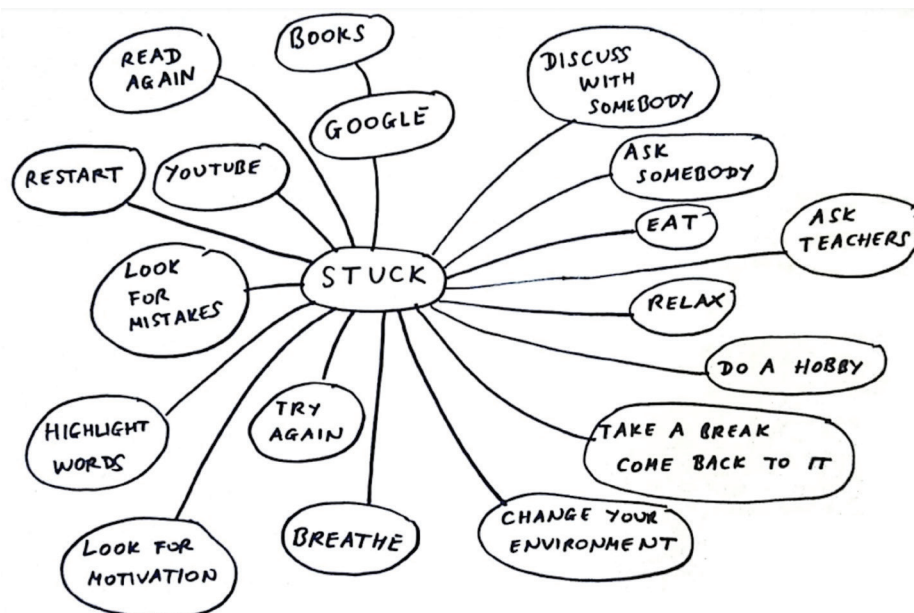 BOOKS
READ
AGAIN
GOOGLE
DISCUSS
WITH
SOMEBODY
RESTART
YOUTUBE
ASK
SOMEBODY
EAT
ASK
TEACHERS
STUCK
LOOK
FOR
MISTAKES
RELAX
DO A HOBBY
HIGHLIGHT
WORDS
TRY
AGAIN
TAKE A BREAK
COME BACK TO IT
LOOK FOR
MOTIVATION
BREATHE
CHANGE YOUR
ENVIRONMENT